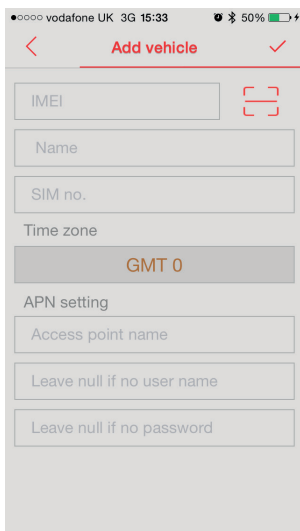 vodafone UK 3G 15:33 50%
Add vehicle
IMEI
Name
SIM no.
Time zone
GMT 0
APN setting
Access point name
Leave null if no user name
Leave null if no password